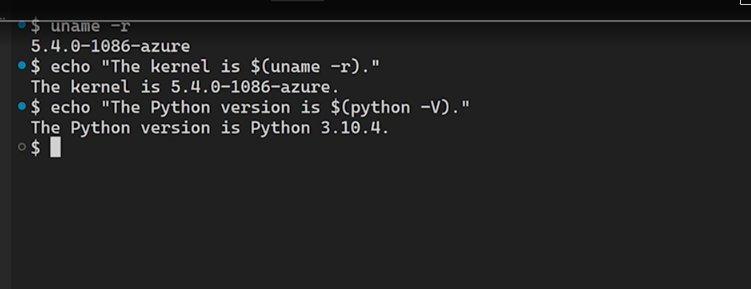 $ uname -r
5.4.0-1086-azure
$ echo "The kernel is $(uname -r)."
The kernel is 5.4.0-1086-azure.
$ echo "The Python version is $(python -V)."
The Python version is Python 3.10.4.
$